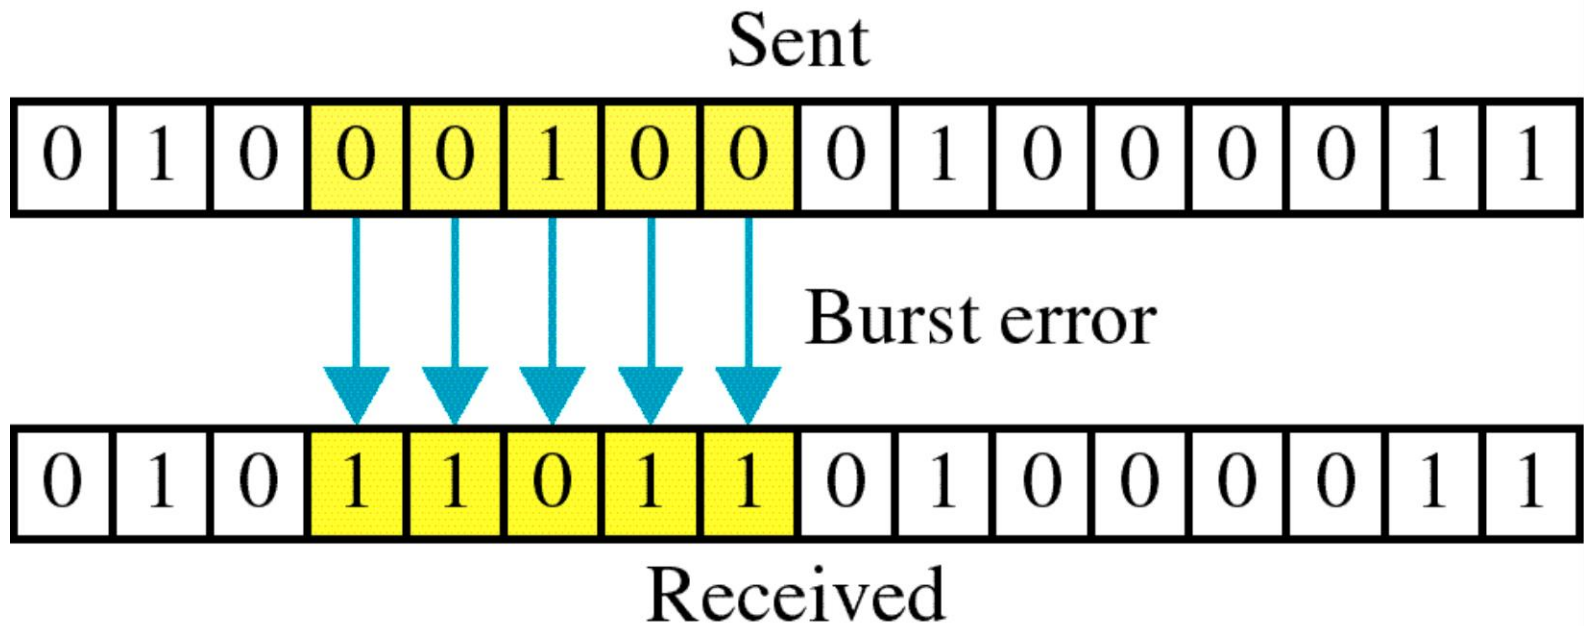 Sent
0 1 0 0 0 1 0 0 0 1 0 0 0 0 1 1
Burst error
0 1 0 1 1 0 1 1 0 1 0 0 0 0 1 1
Received